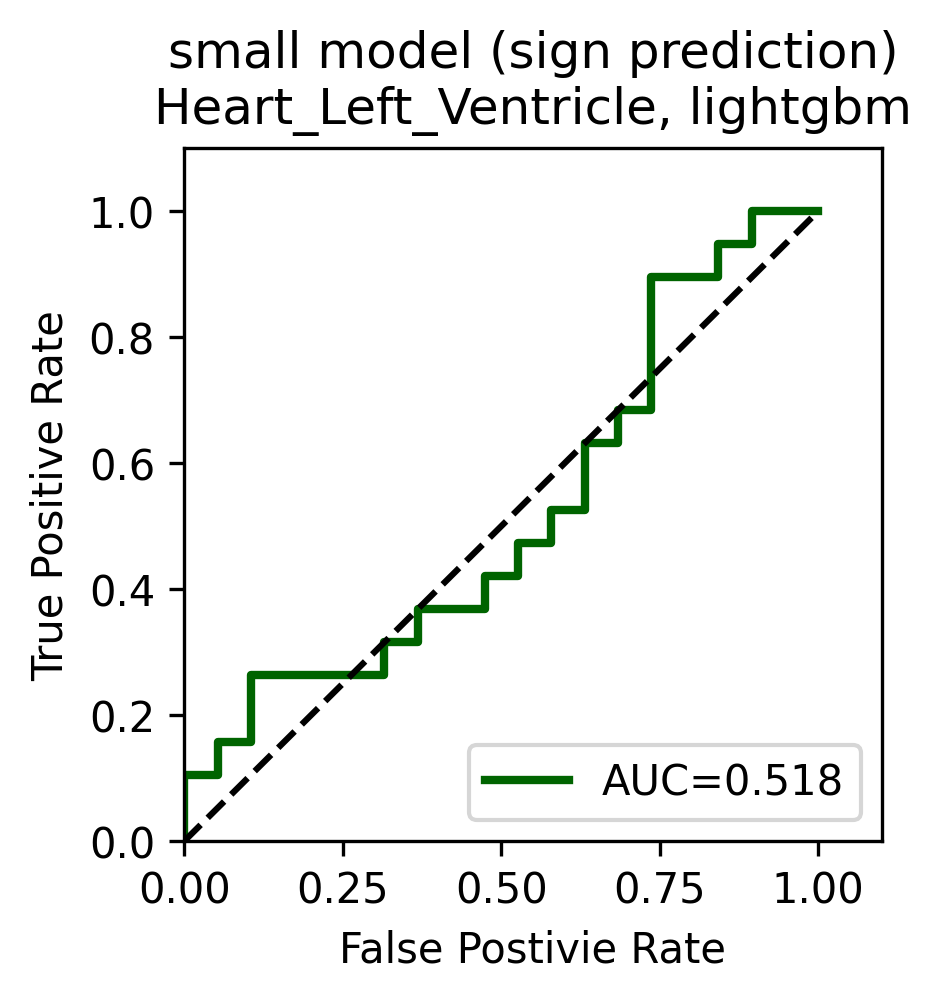 small model (sign prediction)
Heart_Left_Ventricle, lightgbm
1.0
0.8
0.6
0.4
0.2
0.0
True Positive Rate
AUC=0.518
0.00 0.25 0.50 0.75 1.00
False Postivie Rate